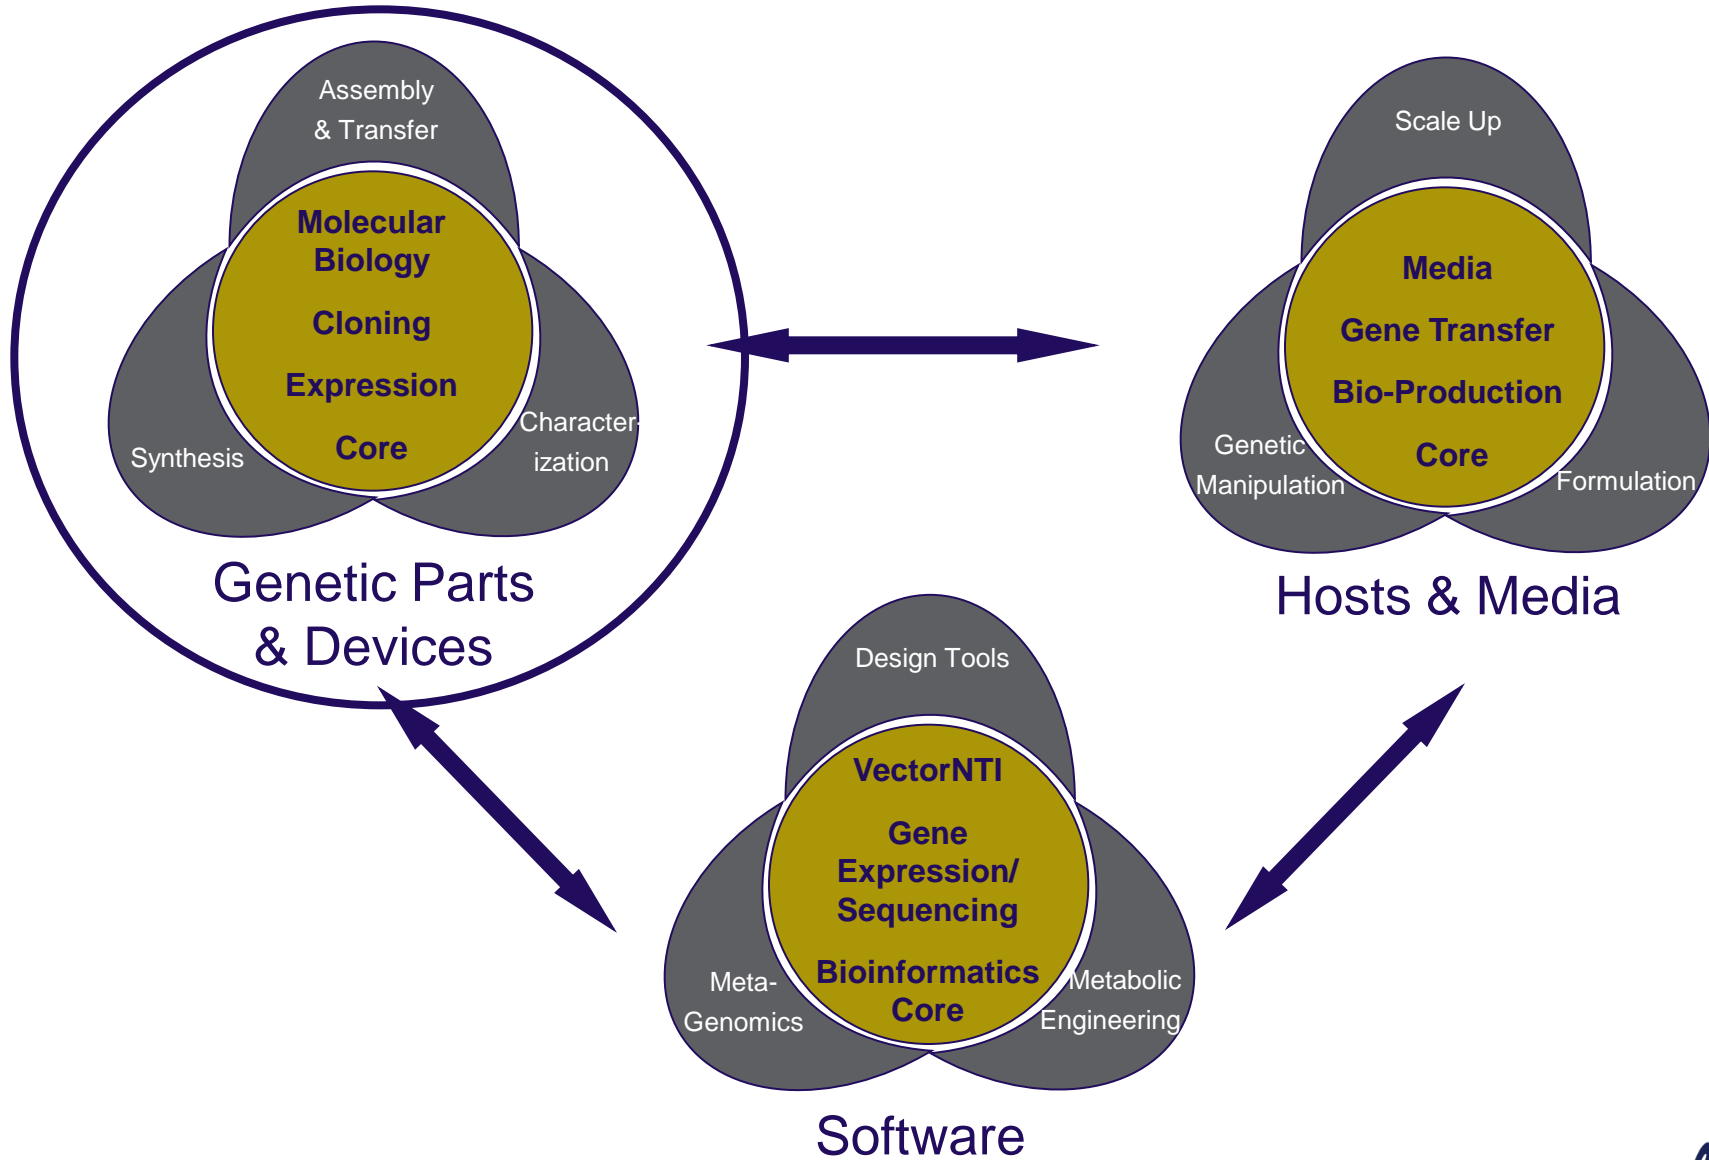 Assembly
& Transfer
Molecular
Biology
Cloning
Expression
Core
Synthesis
Character-
ization
Genetic Parts
& Devices
Scale Up
Media
Gene Transfer
Bio-Production
Core
Genetic
Manipulation
Formulation
Hosts & Media
Design Tools
VectorNTI
Gene
Expression/
Sequencing
Bioinformatics
Core
Meta-
Genomics
Metabolic
Engineering
Software